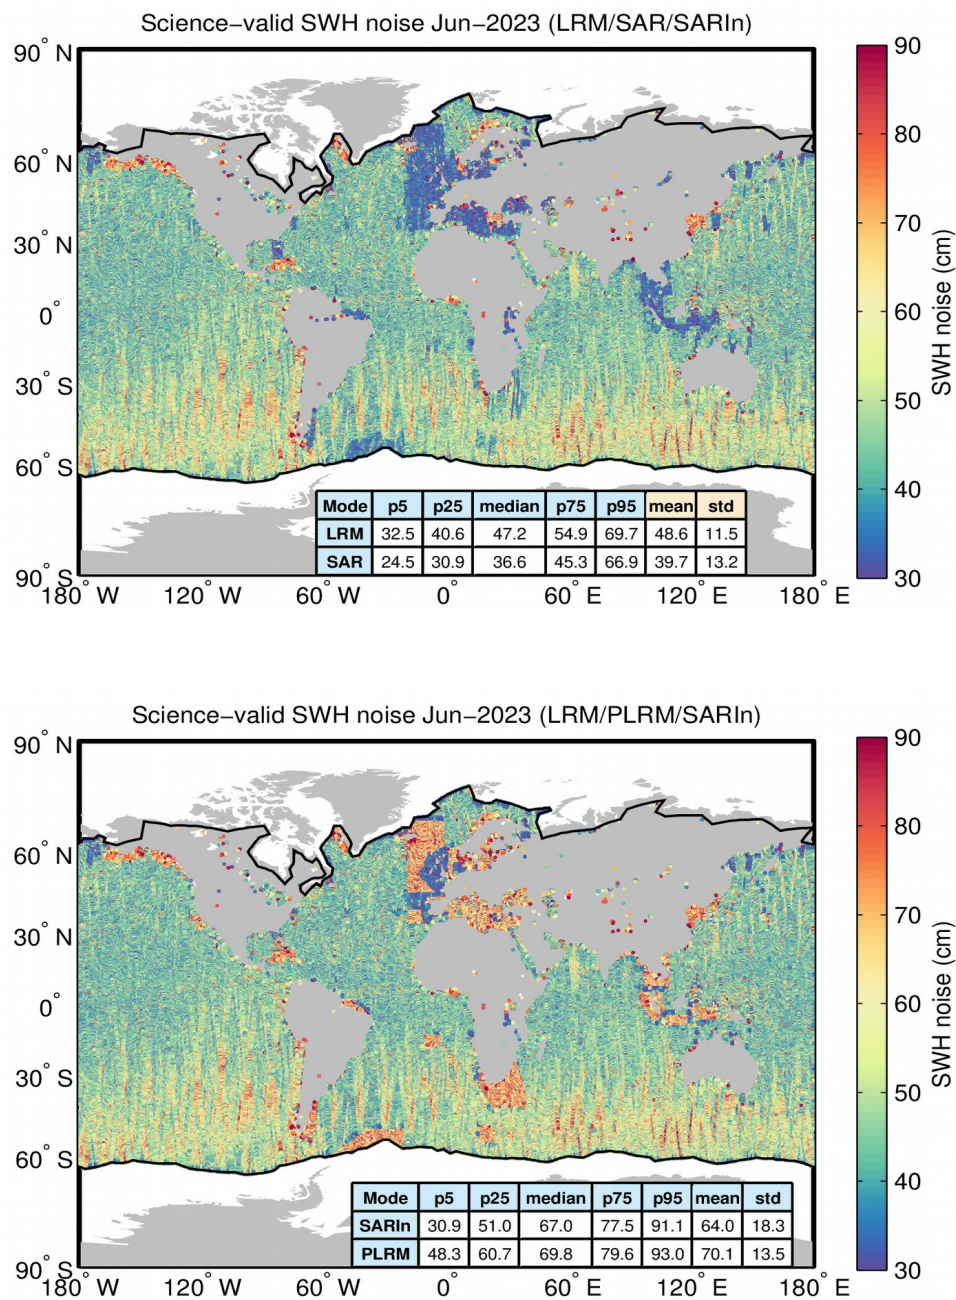 Science−valid SWH noise Jun−2023 (LRM/SAR/SARIn)
90° N
60° N
30° N
0°
30° S
60° S
90° S
180° W 120° W 60° W 0° 60° E 120° E 180° E
Mode p5 p25 median p75 p95 mean std
LRM 32.5 40.6 47.2 54.9 69.7 48.6 11.5
SAR 24.5 30.9 36.6 45.3 66.9 39.7 13.2
90
80
70
60
50
40
30
SWH noise (cm)
Science−valid SWH noise Jun−2023 (LRM/PLRM/SARIn)
90° N
60° N
30° N
0°
30° S
60° S
90° S
180° W 120° W 60° W 0° 60° E 120° E 180° E
Mode p5 p25 median p75 p95 mean std
SARIn 30.9 51.0 67.0 77.5 91.1 64.0 18.3
PLRM 48.3 60.7 69.8 79.6 93.0 70.1 13.5
90
80
70
60
50
40
30
SWH noise (cm)